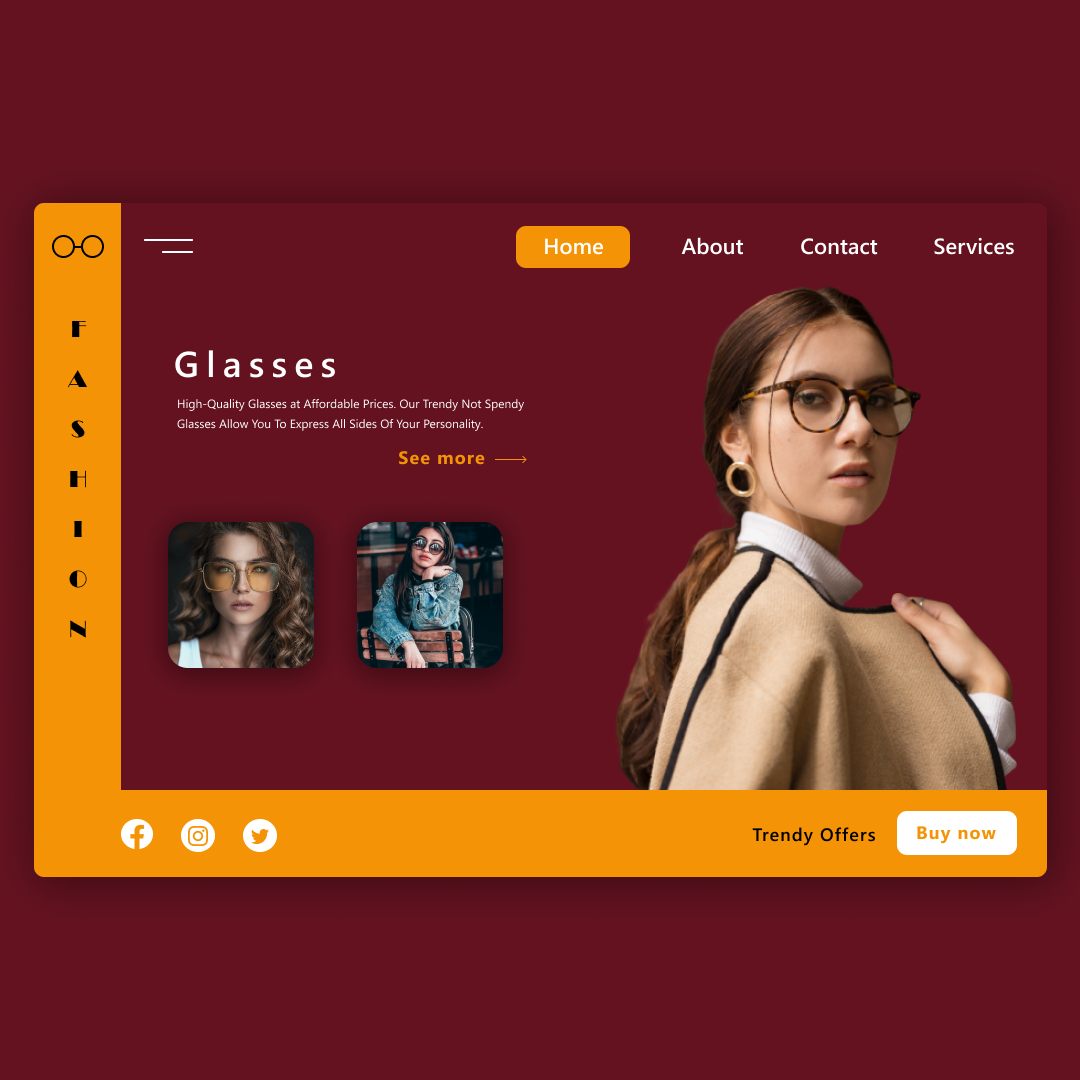 Home
About
Contact
Services
FASHION
Glasses
High-Quality Glasses at Affordable Prices. Our Trendy Not Spendy
Glasses Allow You To Express All Sides Of Your Personality.
See more
Trendy Offers
Buy now